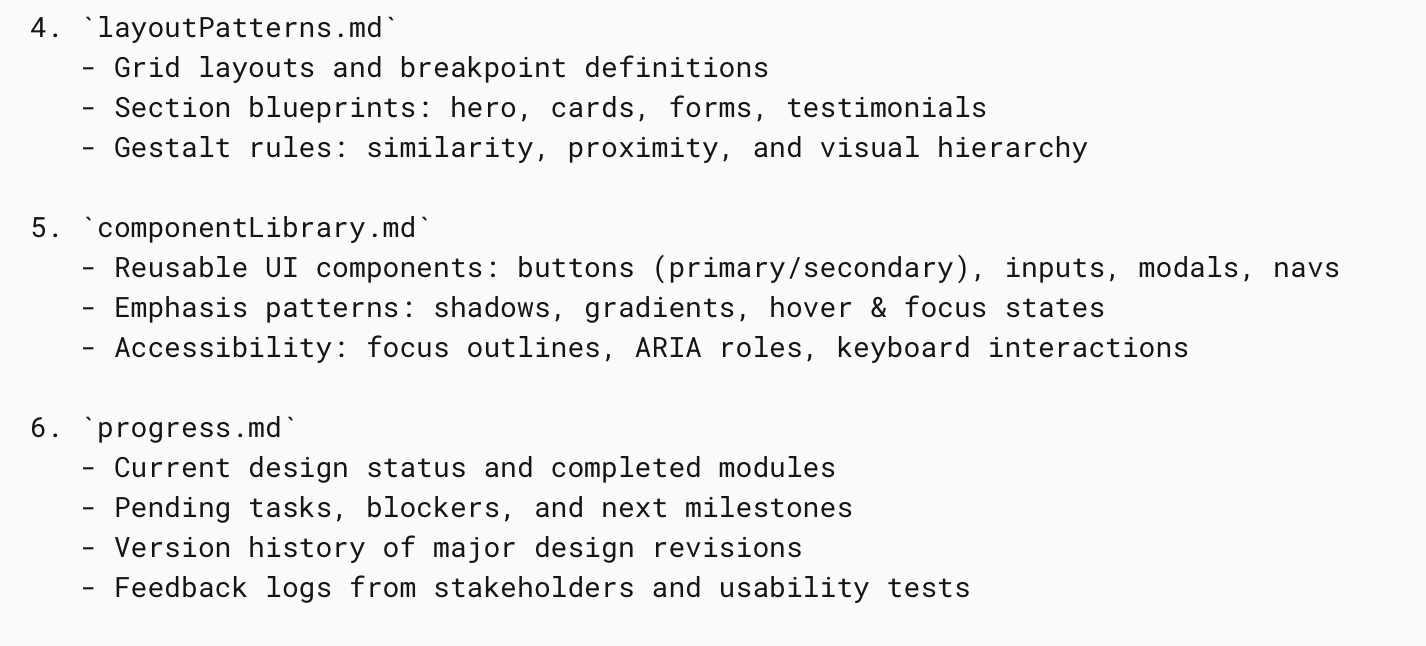 4. `layoutPatterns.md`
- Grid layouts and breakpoint definitions
- Section blueprints: hero, cards, forms, testimonials
- Gestalt rules: similarity, proximity, and visual hierarchy
5. `componentLibrary.md`
- Reusable UI components: buttons (primary/secondary), inputs, modals, navs
- Emphasis patterns: shadows, gradients, hover & focus states
- Accessibility: focus outlines, ARIA roles, keyboard interactions
6. `progress.md`
- Current design status and completed modules
- Pending tasks, blockers, and next milestones
- Version history of major design revisions
- Feedback logs from stakeholders and usability tests